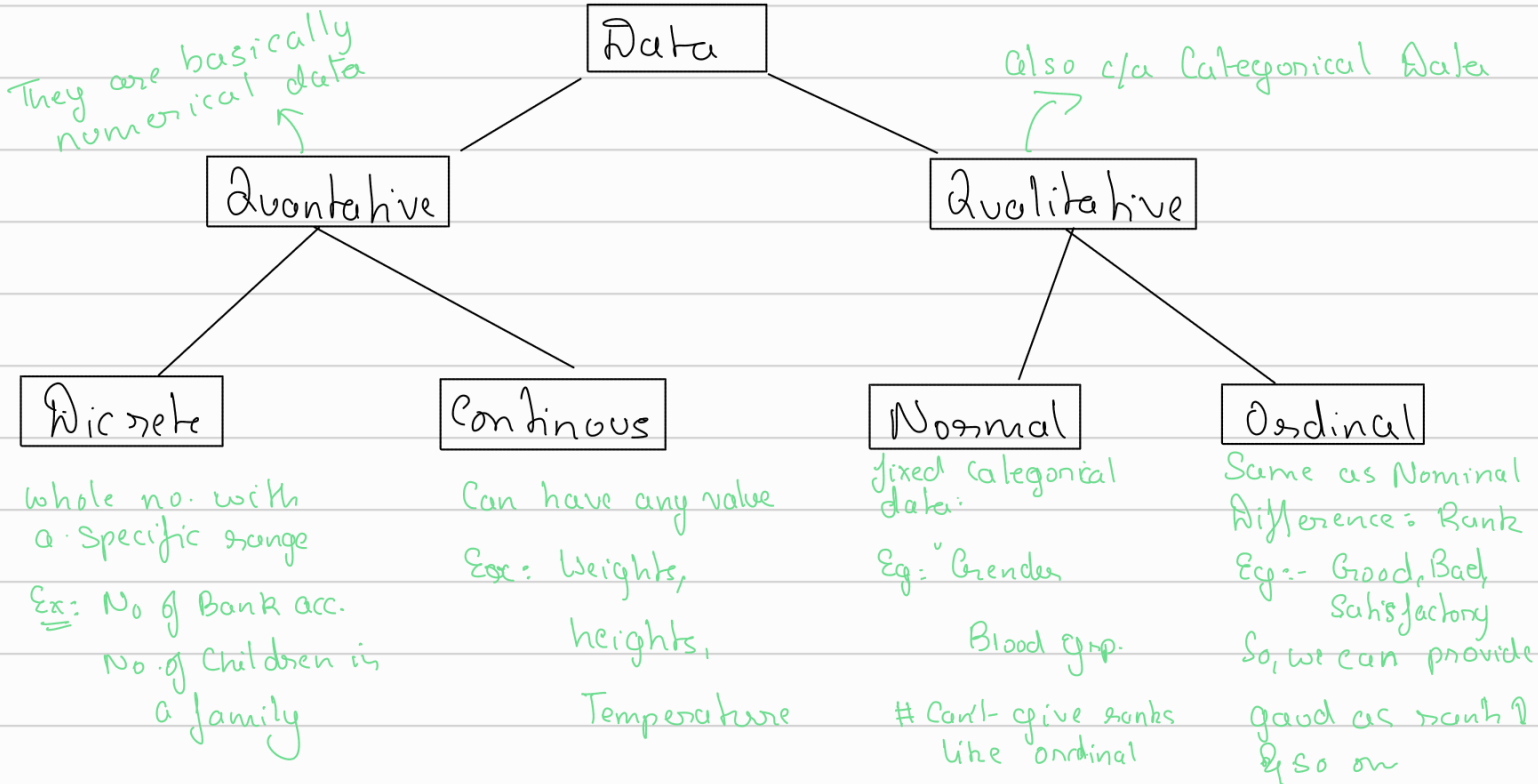 Data
They are basically
numerical data
also c/a Categorical Data
Quantative
Qualitative
Dicrete
Continous
Normal
Ordinal
whole no. with
a specific range
Ex: No of Bank acc.
No. of Children in
a family
Can have any value
Ex: Weights,
heights,
Temperature
fixed categorical
data.
Eg: Gender
Blood grp.
# Can't give ranks
like onrdinal
Same as Nominal
Difference: Rank
Eg:- Good, Bad,
Satisfactory
So, we can provide
gaud as rank 1
& so on